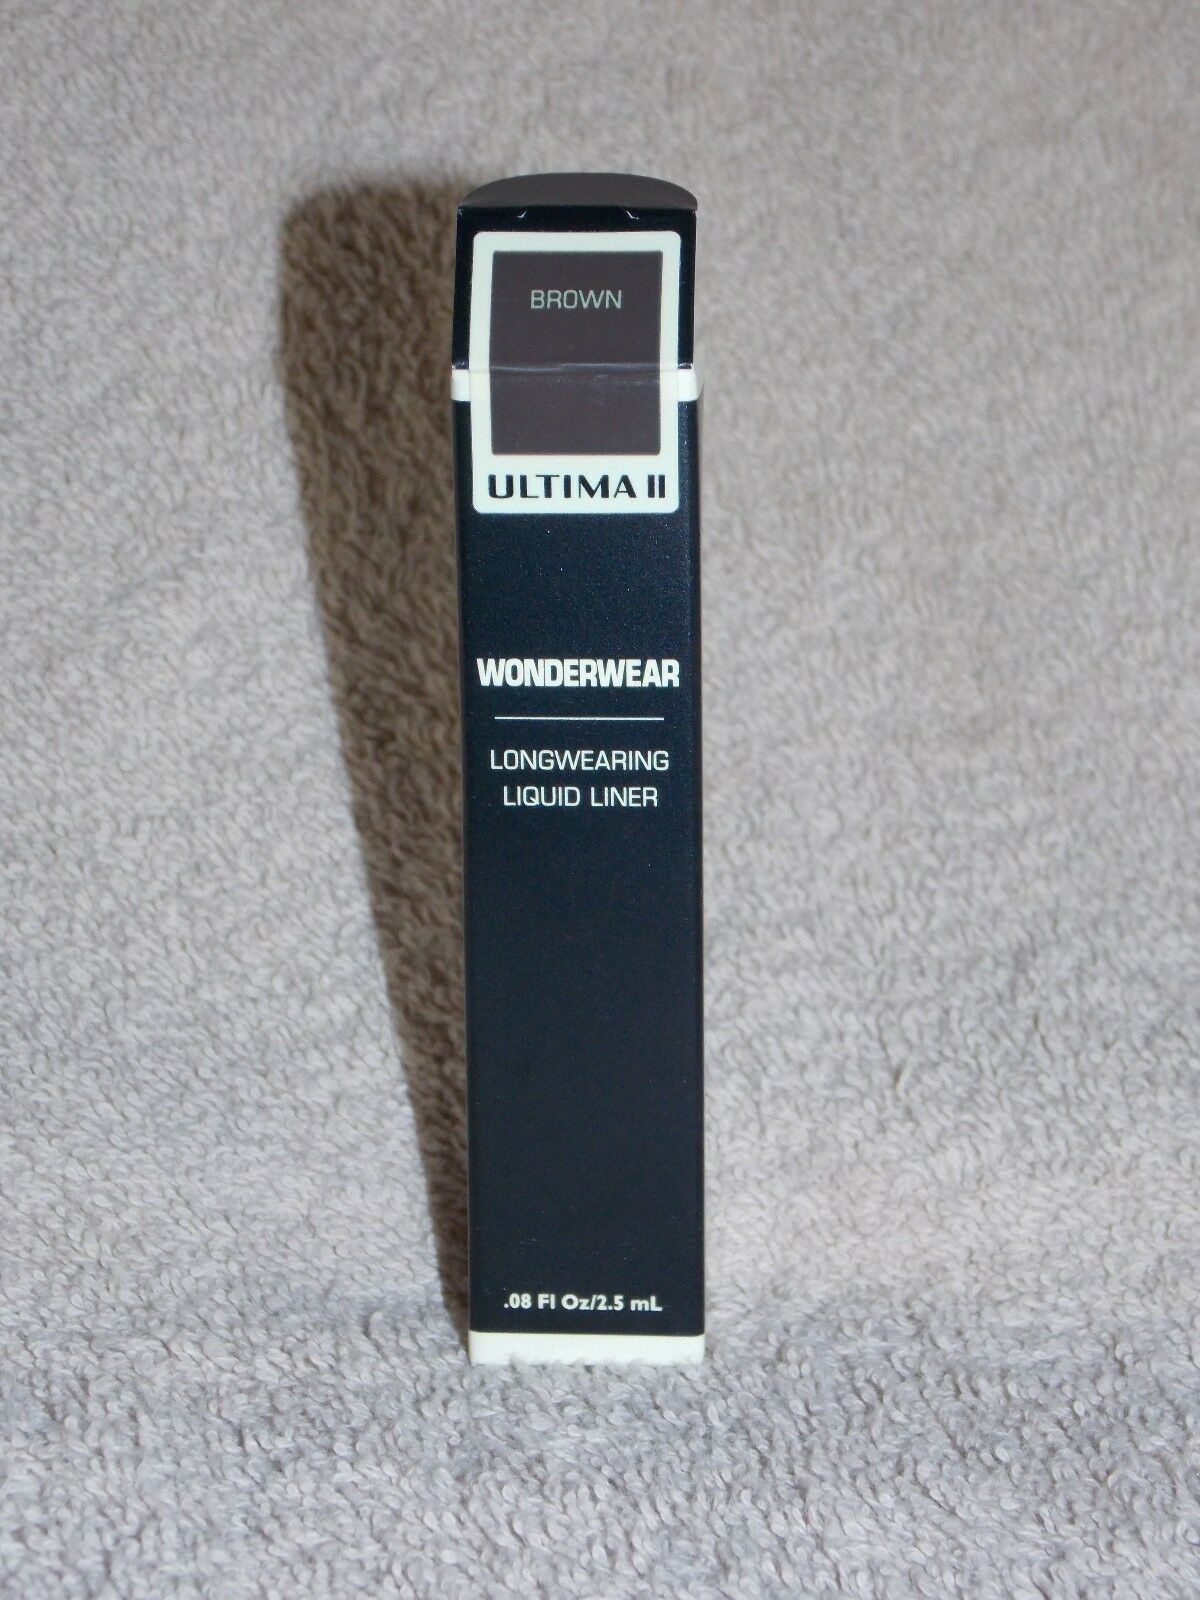 BROWN
ULTIMA II
WONDERWEAR
LONGWEARING
LIQUID LINER
.08 Fl Oz/2.5 mL